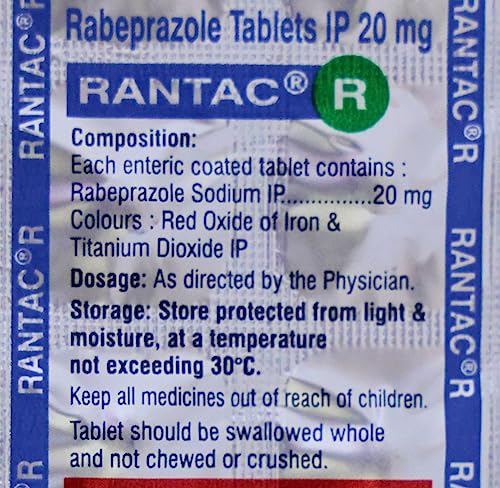 Rabeprazole Tablets IP 20 mg
RANTAC® R
Composition:
Each enteric coated tablet contains :
Rabeprazole Sodium IP...............20 mg
Colours : Red Oxide of Iron &
Titanium Dioxide IP
Dosage: As directed by the Physician.
Storage: Store protected from light &
moisture, at a temperature
not exceeding 30°C.
Keep all medicines out of reach of children.
Tablet should be swallowed whole
and not chewed or crushed.
RANTAC® R
RANTAC® R
RANTAC® R
RANTAC® R
RANTAC® R